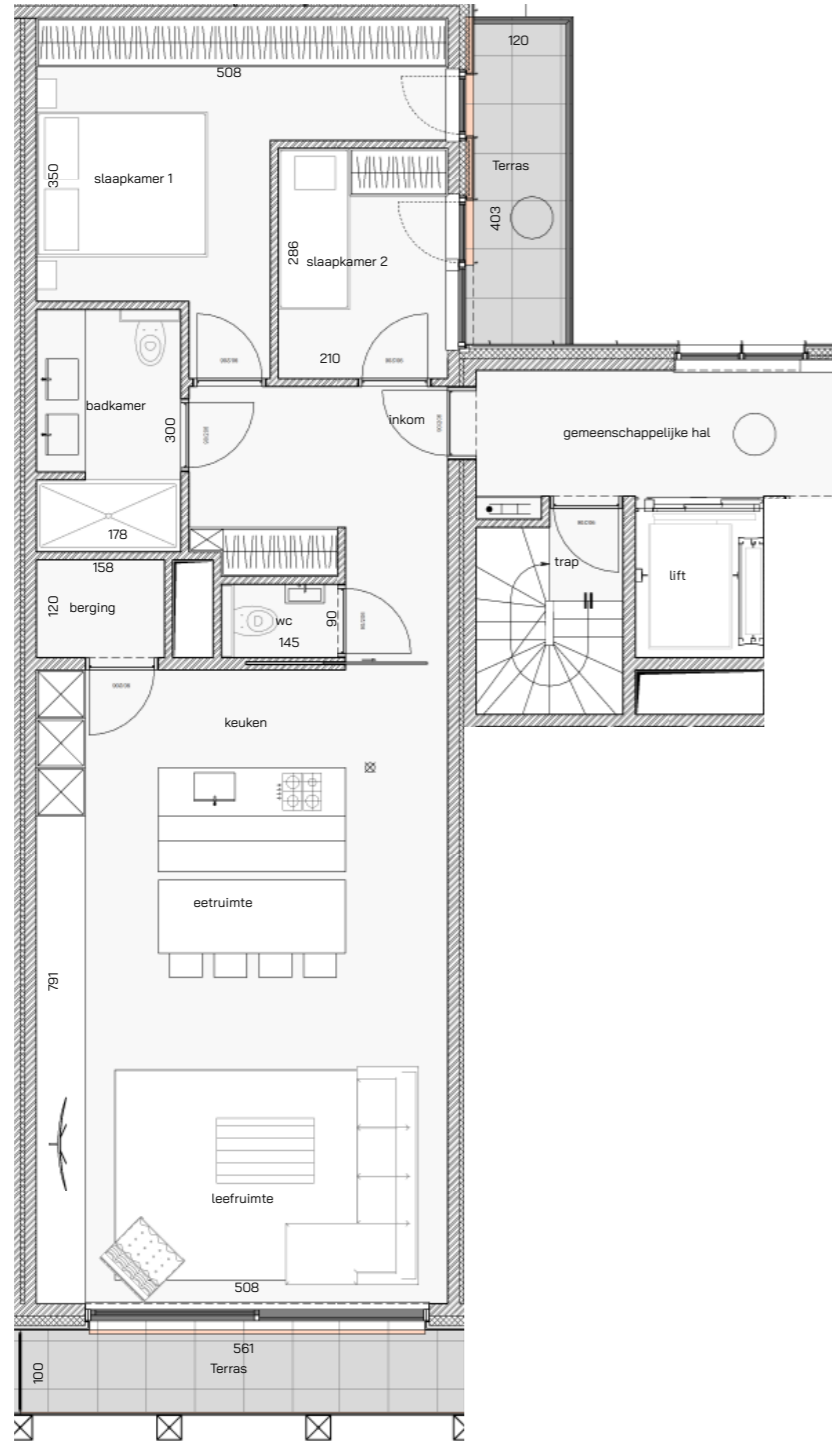 120
508
Terras
350
slaapkamer 1
403
286
slaapkamer 2
210
badkamer
300
inkom
gemeenschappelijke hal
178
158
trap
lift
120
berging
wc
90
145
keuken
eetruimte
791
leefruimte
508
561
Terras
100